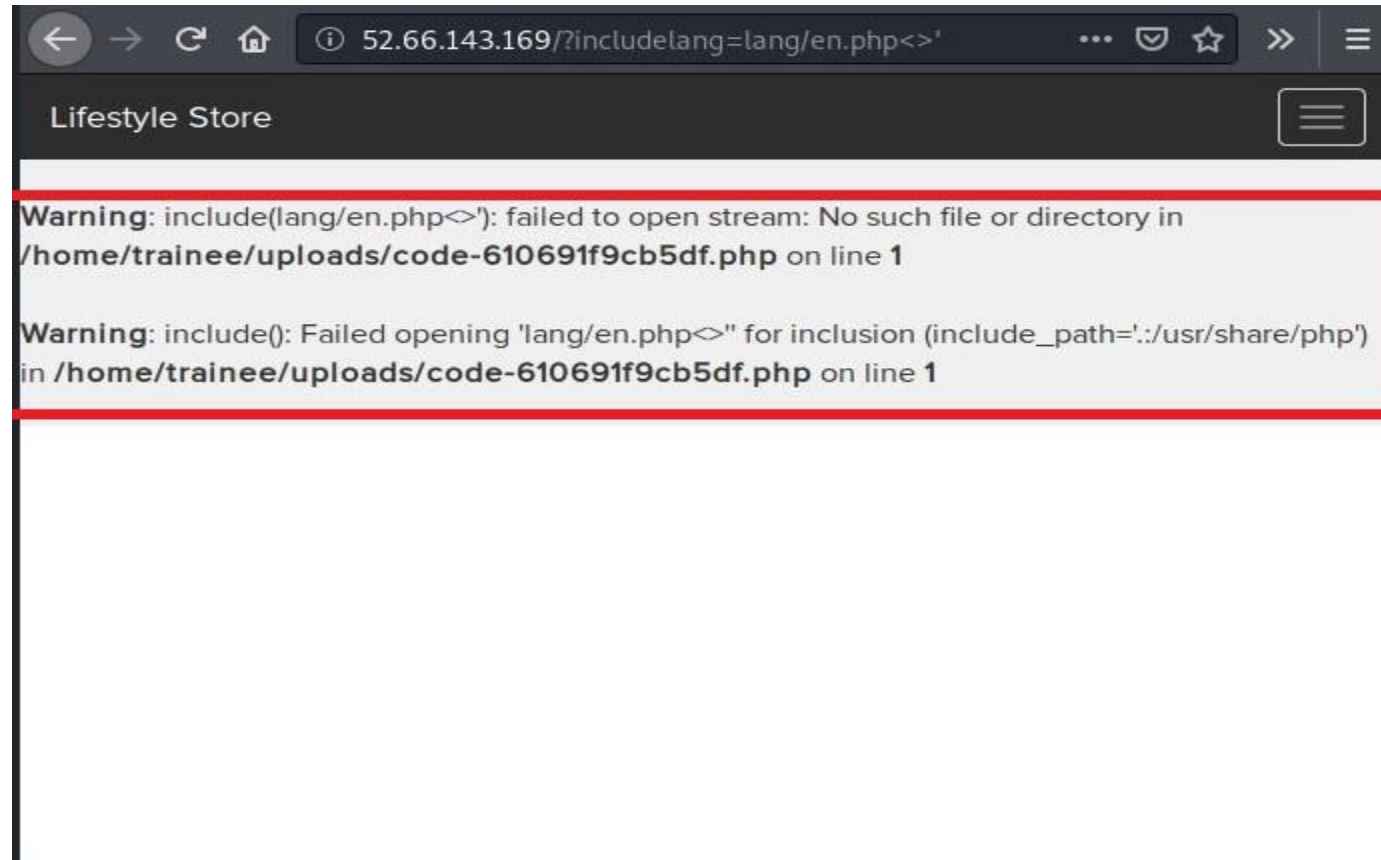 52.66.143.169/?includelang=lang/en.php<>'
Lifestyle Store
Warning: include(lang/en.php<>'): failed to open stream: No such file or directory in
/home/trainee/uploads/code-610691f9cb5df.php on line 1
Warning: include(): Failed opening 'lang/en.php<>'' for inclusion (include_path='.:/usr/share/php')
in /home/trainee/uploads/code-610691f9cb5df.php on line 1